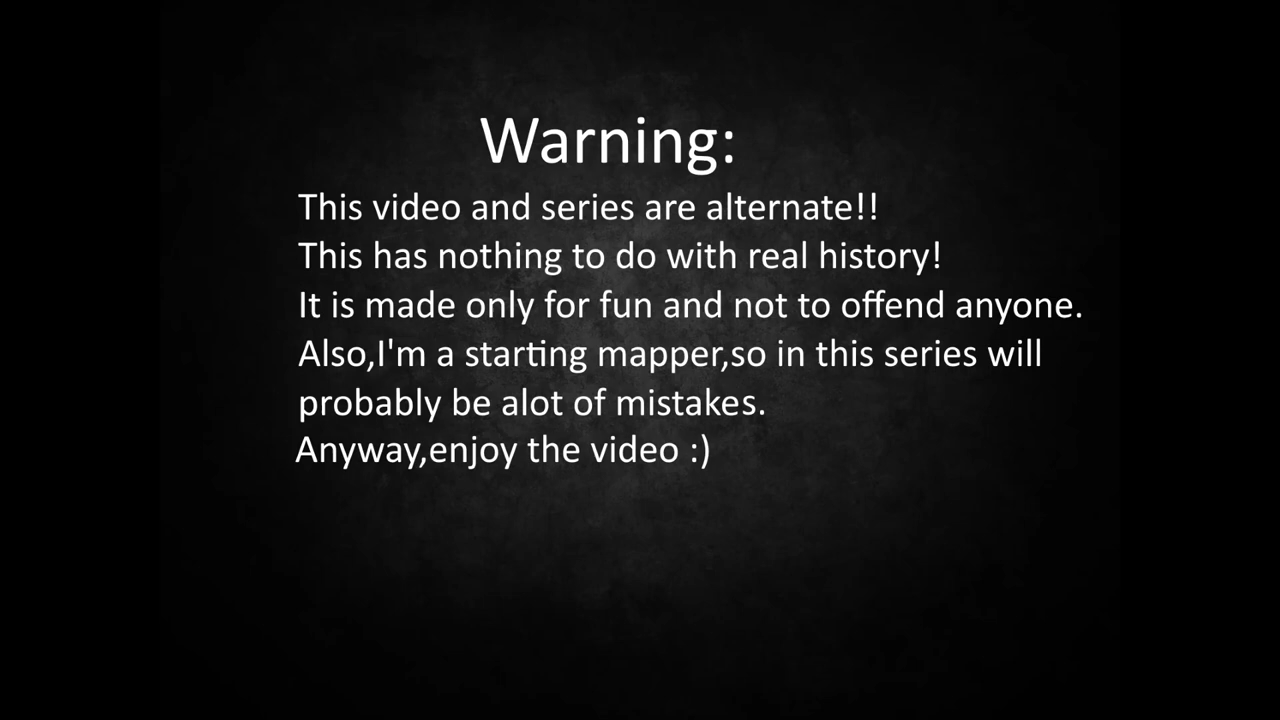 Warning:
This video and series are alternate!!
This has nothing to do with real history!
It is made only for fun and not to offend anyone.
Also,I'm a starting mapper,so in this series will
probably be alot of mistakes.
Anyway,enjoy the video :)